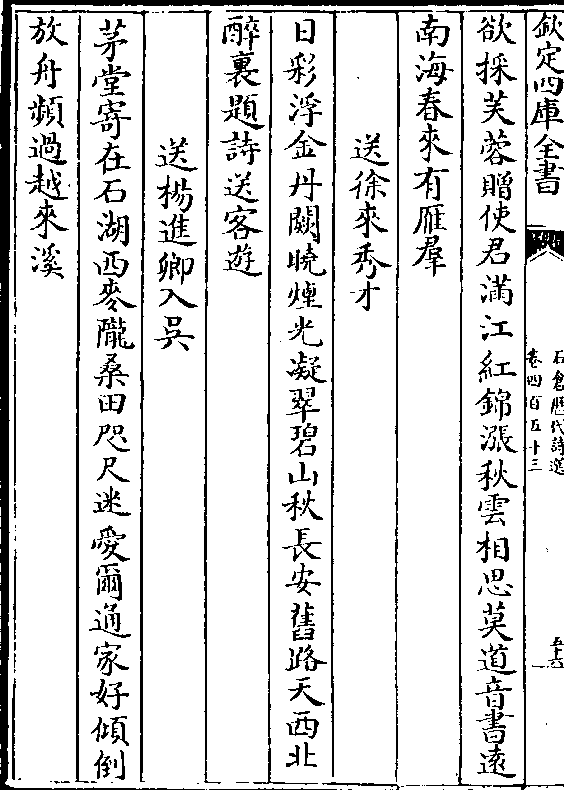 欽定四庫全書
石倉歴代詩選
卷四百五十三
五十六
欲採芙蓉贈使君滿江紅錦漲秋雲相思莫道音書遠
南海春來有雁羣
送徐來秀才
日彩浮金丹闕曉煙光凝翠碧山秋長安舊路天西北
醉裏題詩送客遊
送楊進卿入吳
茅堂寄在石湖西麥隴桑田咫尺迷愛爾通家好傾倒
放舟頻過越來溪